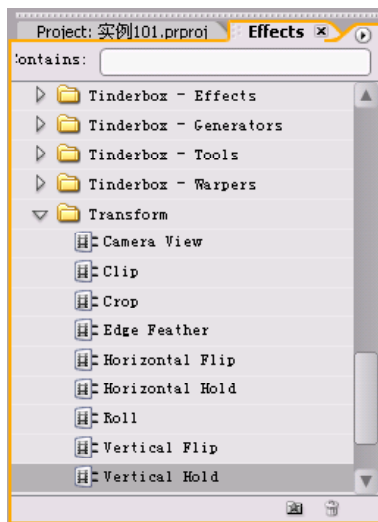 Project: 实例101.prproj Effects
ontains:
Tinderbox - Effects
Tinderbox - Generators
Tinderbox - Tools
Tinderbox - Warpers
Transform
Camera View
Clip
Crop
Edge Feather
Horizontal Flip
Horizontal Hold
Roll
Vertical Flip
Vertical Hold